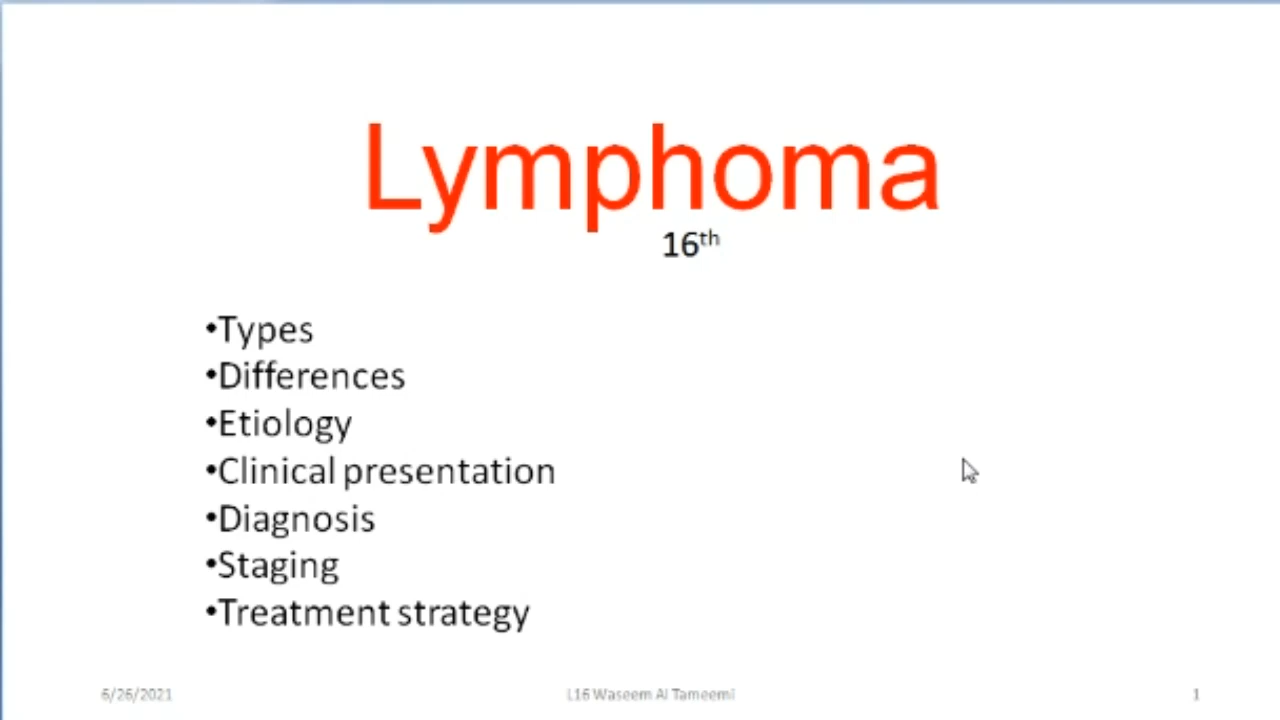 Lymphoma
16th
•Types
•Differences
•Etiology
•Clinical presentation
•Diagnosis
•Staging
•Treatment strategy
6/26/2021 L16 Waseem Al Tameemi 1